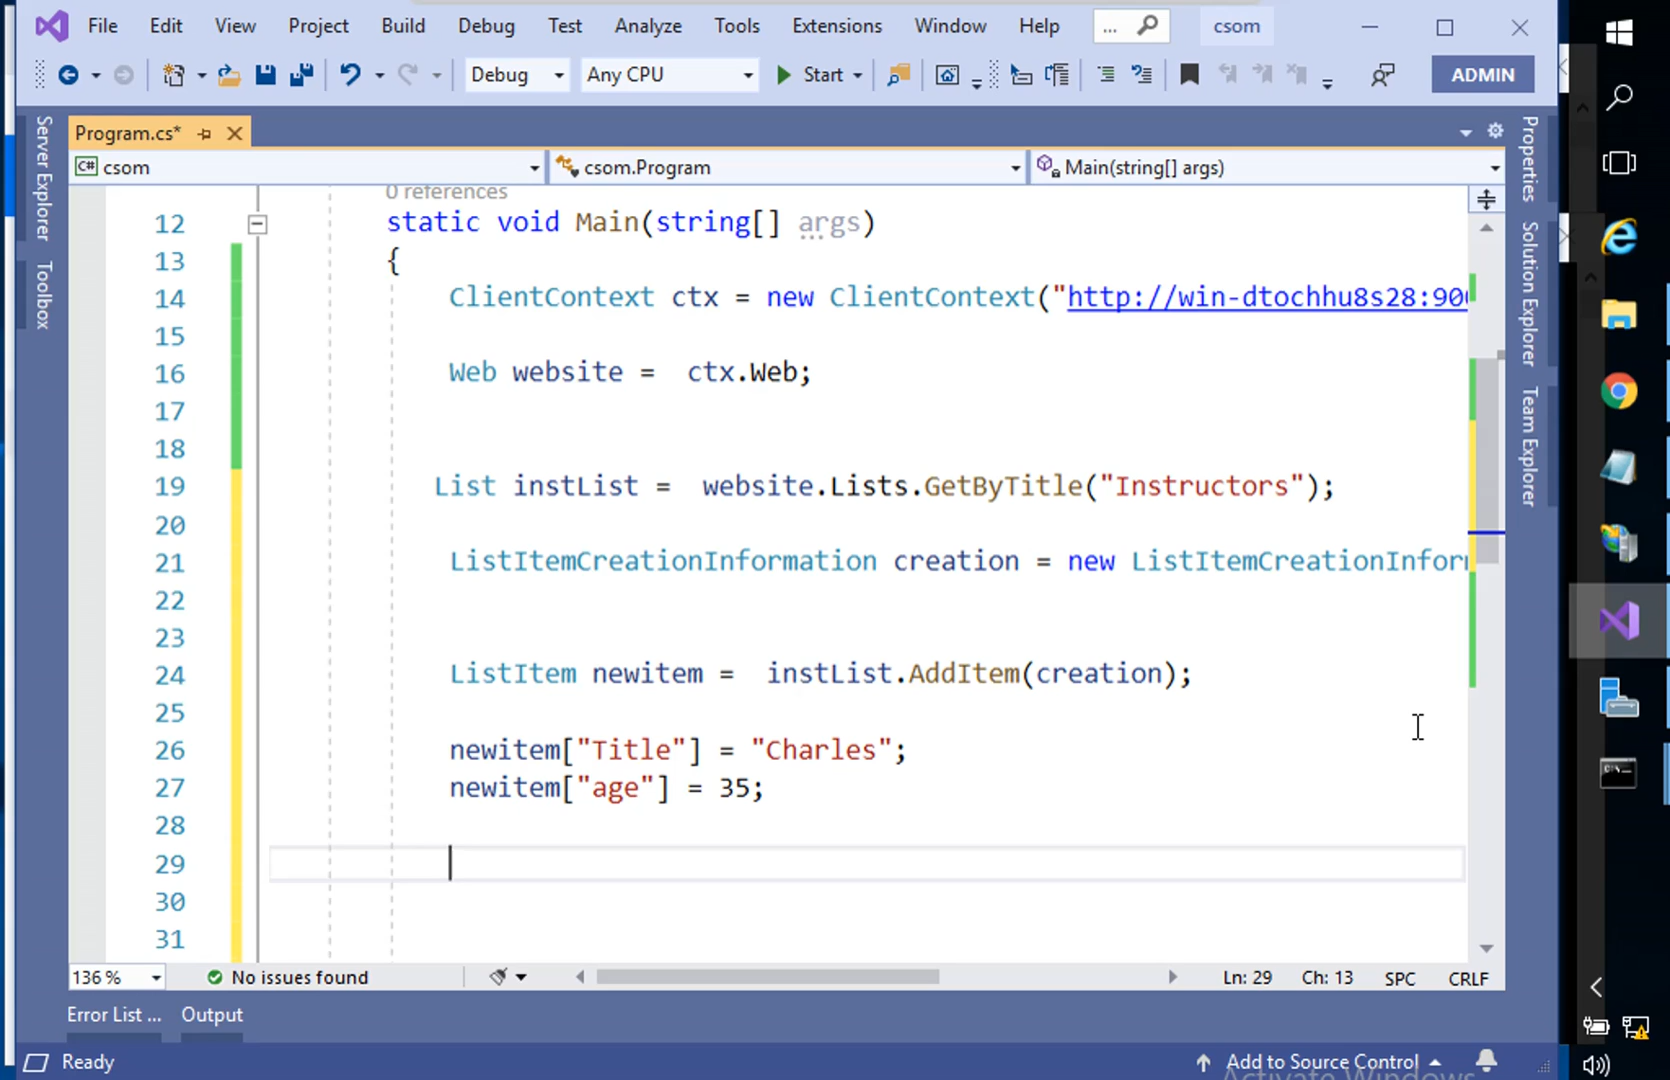 File Edit View Project Build Debug Test Analyze Tools Extensions Window Help ... csom
Debug Any CPU Start ADMIN
Program.cs*
csom csom.Program Main(string[] args)
Server Explorer
Toolbox
Properties
Solution Explorer
Team Explorer
0 references
12 static void Main(string[] args)
13 {
14 ClientContext ctx = new ClientContext("http://win-dtochhu8s28:90
15
16 Web website = ctx.Web;
17
18
19 List instList = website.Lists.GetByTitle("Instructors");
20
21 ListItemCreationInformation creation = new ListItemCreationInfor
22
23
24 ListItem newitem = instList.AddItem(creation);
25
26 newitem["Title"] = "Charles";
27 newitem["age"] = 35;
28
29
30
31
136 % No issues found Ln: 29 Ch: 13 SPC CRLF
Error List ... Output
Ready Add to Source Control
Activate Windows